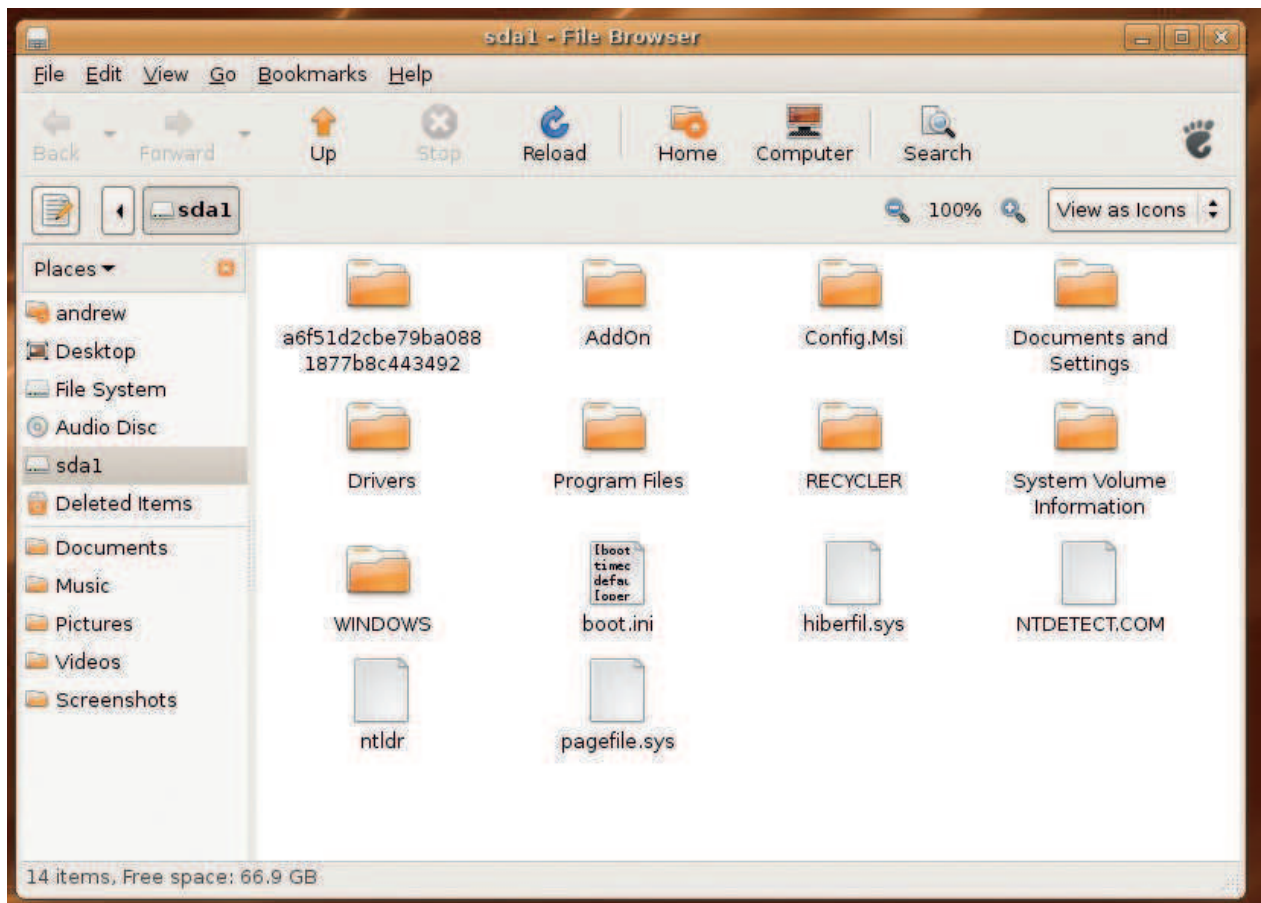 sda1 - File Browser
File Edit View Go Bookmarks Help
Back Forward Up Stop Reload Home Computer Search
sda1 100% View as Icons
Places
andrew
Desktop
File System
Audio Disc
sda1
Deleted Items
Documents
Music
Pictures
Videos
Screenshots
a6f51d2cbe79ba088
1877b8c443492
AddOn
Config.Msi
Documents and
Settings
Drivers
Program Files
RECYCLER
System Volume
Information
WINDOWS
[boot
timec
defau
[oper
boot.ini
hiberfil.sys
NTDETECT.COM
ntldr
pagefile.sys
14 items, Free space: 66.9 GB